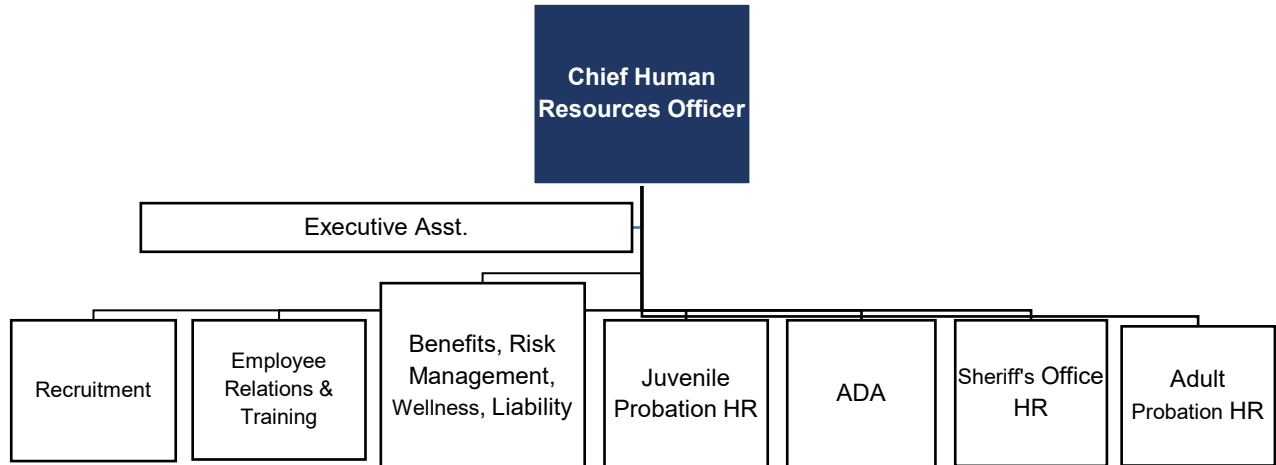 Chief Human
Resources Officer
Executive Asst.
Recruitment
Employee
Relations &
Training
Benefits, Risk
Management,
Wellness, Liability
Juvenile
Probation HR
ADA
Sheriff's Office
HR
Adult
Probation HR